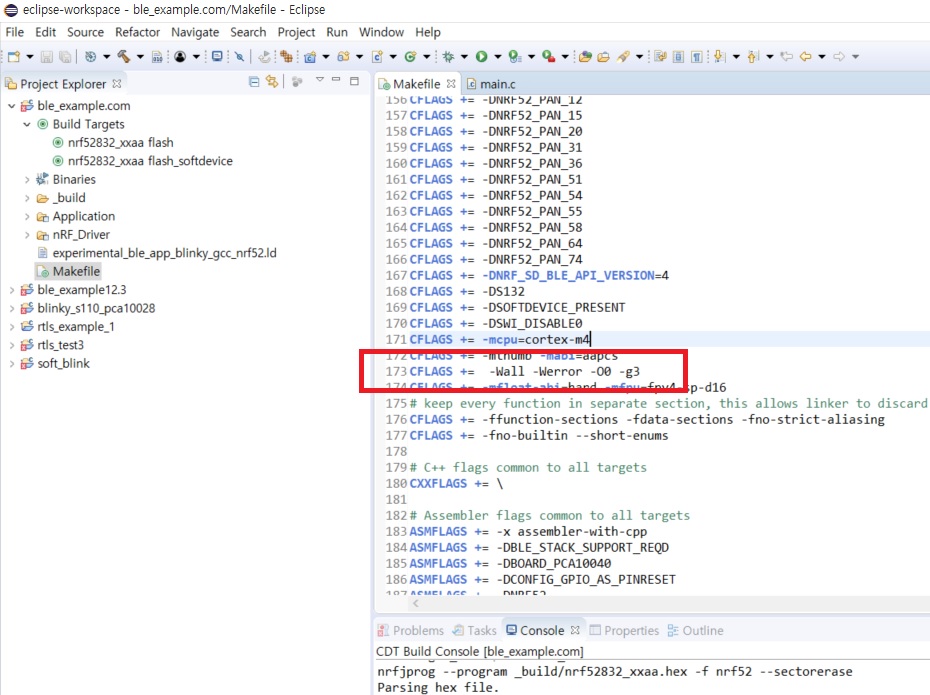 eclipse-workspace - ble_example.com/Makefile - Eclipse
File Edit Source Refactor Navigate Search Project Run Window Help
Project Explorer
ble_example.com
Build Targets
nrf52832_xxaa flash
nrf52832_xxaa flash_softdevice
Binaries
_build
Application
nRF_Driver
experimental_ble_app_blinky_gcc_nrf52.ld
Makefile
ble_example12.3
blinky_s110_pca10028
rtls_example_1
rtls_test3
soft_blink
Makefile main.c
156 CFLAGS += -DNRF52_PAN_12
157 CFLAGS += -DNRF52_PAN_15
158 CFLAGS += -DNRF52_PAN_20
159 CFLAGS += -DNRF52_PAN_31
160 CFLAGS += -DNRF52_PAN_36
161 CFLAGS += -DNRF52_PAN_51
162 CFLAGS += -DNRF52_PAN_54
163 CFLAGS += -DNRF52_PAN_55
164 CFLAGS += -DNRF52_PAN_58
165 CFLAGS += -DNRF52_PAN_64
166 CFLAGS += -DNRF52_PAN_74
167 CFLAGS += -DNRF_SD_BLE_API_VERSION=4
168 CFLAGS += -DS132
169 CFLAGS += -DSOFTDEVICE_PRESENT
170 CFLAGS += -DSWI_DISABLE0
171 CFLAGS += -mcpu=cortex-m4
172 CFLAGS += -mthumb -mabi=aapcs
173 CFLAGS += -Wall -Werror -O0 -g3
174 CFLAGS += -mfloat-abi=hard -mfpu=fpv4-sp-d16
175 # keep every function in separate section, this allows linker to discard
176 CFLAGS += -ffunction-sections -fdata-sections -fno-strict-aliasing
177 CFLAGS += -fno-builtin --short-enums
178
179 # C++ flags common to all targets
180 CXXFLAGS += \
181
182 # Assembler flags common to all targets
183 ASMFLAGS += -x assembler-with-cpp
184 ASMFLAGS += -DBLE_STACK_SUPPORT_REQD
185 ASMFLAGS += -DBOARD_PCA10040
186 ASMFLAGS += -DCONFIG_GPIO_AS_PINRESET
187 ASMFLAGS += -DNRF52
Problems Tasks Console Properties Outline
CDT Build Console [ble_example.com]
nrfjprog --program _build/nrf52832_xxaa.hex -f nrf52 --sectorerase
Parsing hex file.